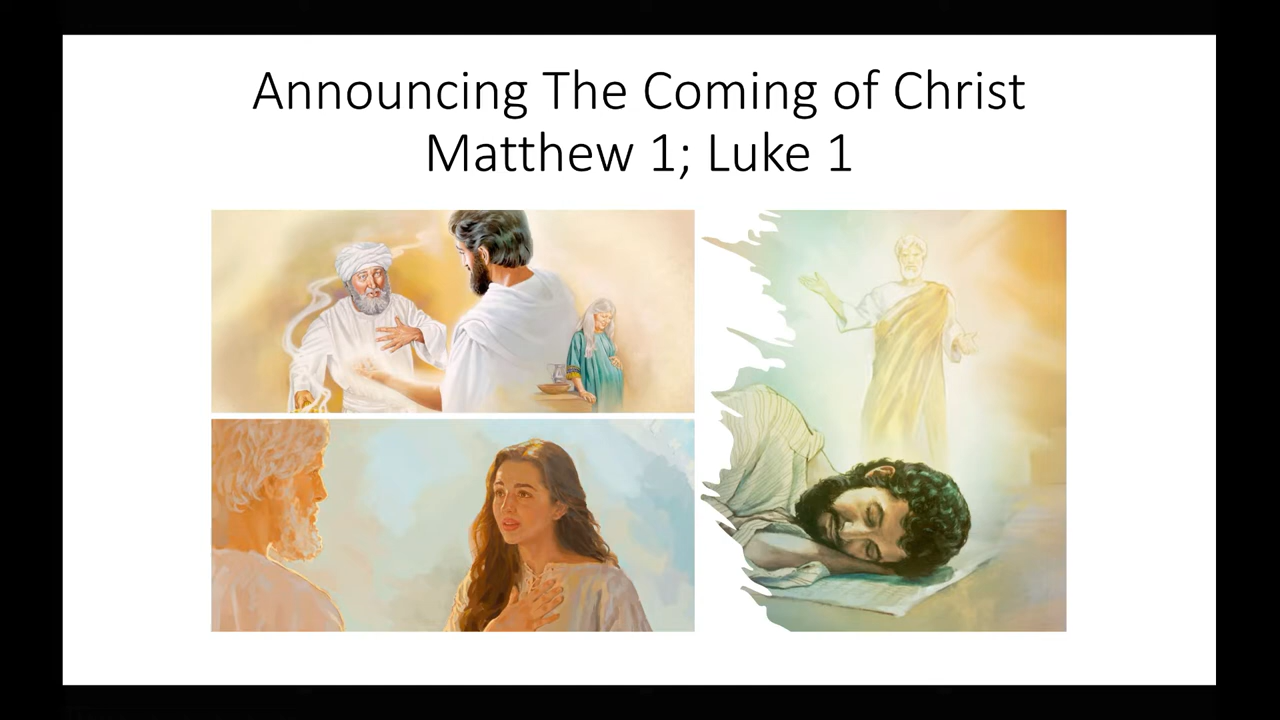 Announcing The Coming of Christ
Matthew 1; Luke 1